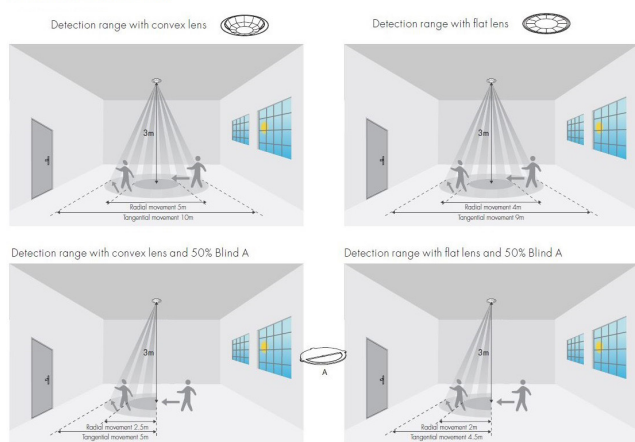 Detection range with convex lens
Detection range with flat lens
3m
Radial movement 5m
Tangential movement 10m
3m
Radial movement 4m
Tangential movement 9m
Detection range with convex lens and 50% Blind A
Detection range with flat lens and 50% Blind A
3m
Radial movement 2.5m
Tangential movement 5m
A
3m
Radial movement 2m
Tangential movement 4.5m